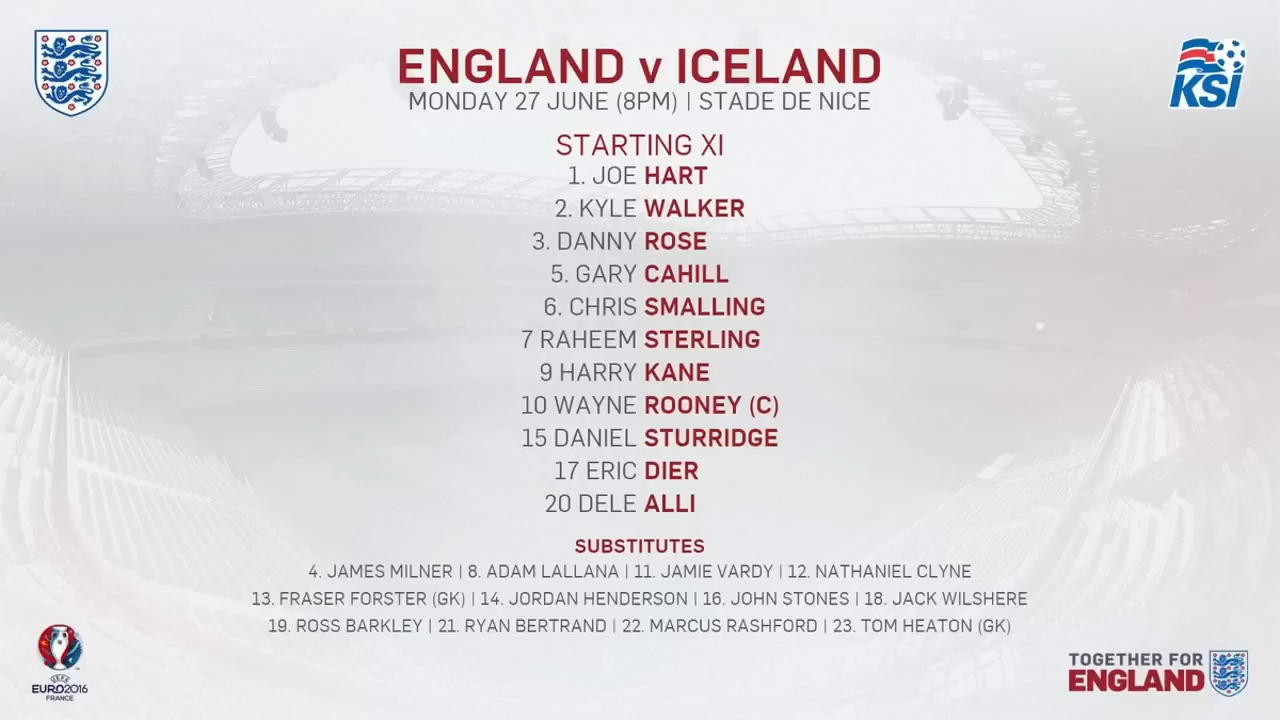 ENGLAND v ICELAND
MONDAY 27 JUNE (8PM) | STADE DE NICE
KSÍ
STARTING XI
1. JOE HART
2. KYLE WALKER
3. DANNY ROSE
5. GARY CAHILL
6. CHRIS SMALLING
7 RAHEEM STERLING
9 HARRY KANE
10 WAYNE ROONEY (C)
15 DANIEL STURRIDGE
17 ERIC DIER
20 DELE ALLI
SUBSTITUTES
4. JAMES MILNER | 8. ADAM LALLANA | 11. JAMIE VARDY | 12. NATHANIEL CLYNE
13. FRASER FORSTER (GK) | 14. JORDAN HENDERSON | 16. JOHN STONES | 18. JACK WILSHERE
19. ROSS BARKLEY | 21. RYAN BERTRAND | 22. MARCUS RASHFORD | 23. TOM HEATON (GK)
UEFA
EURO2016
FRANCE
TOGETHER FOR
ENGLAND